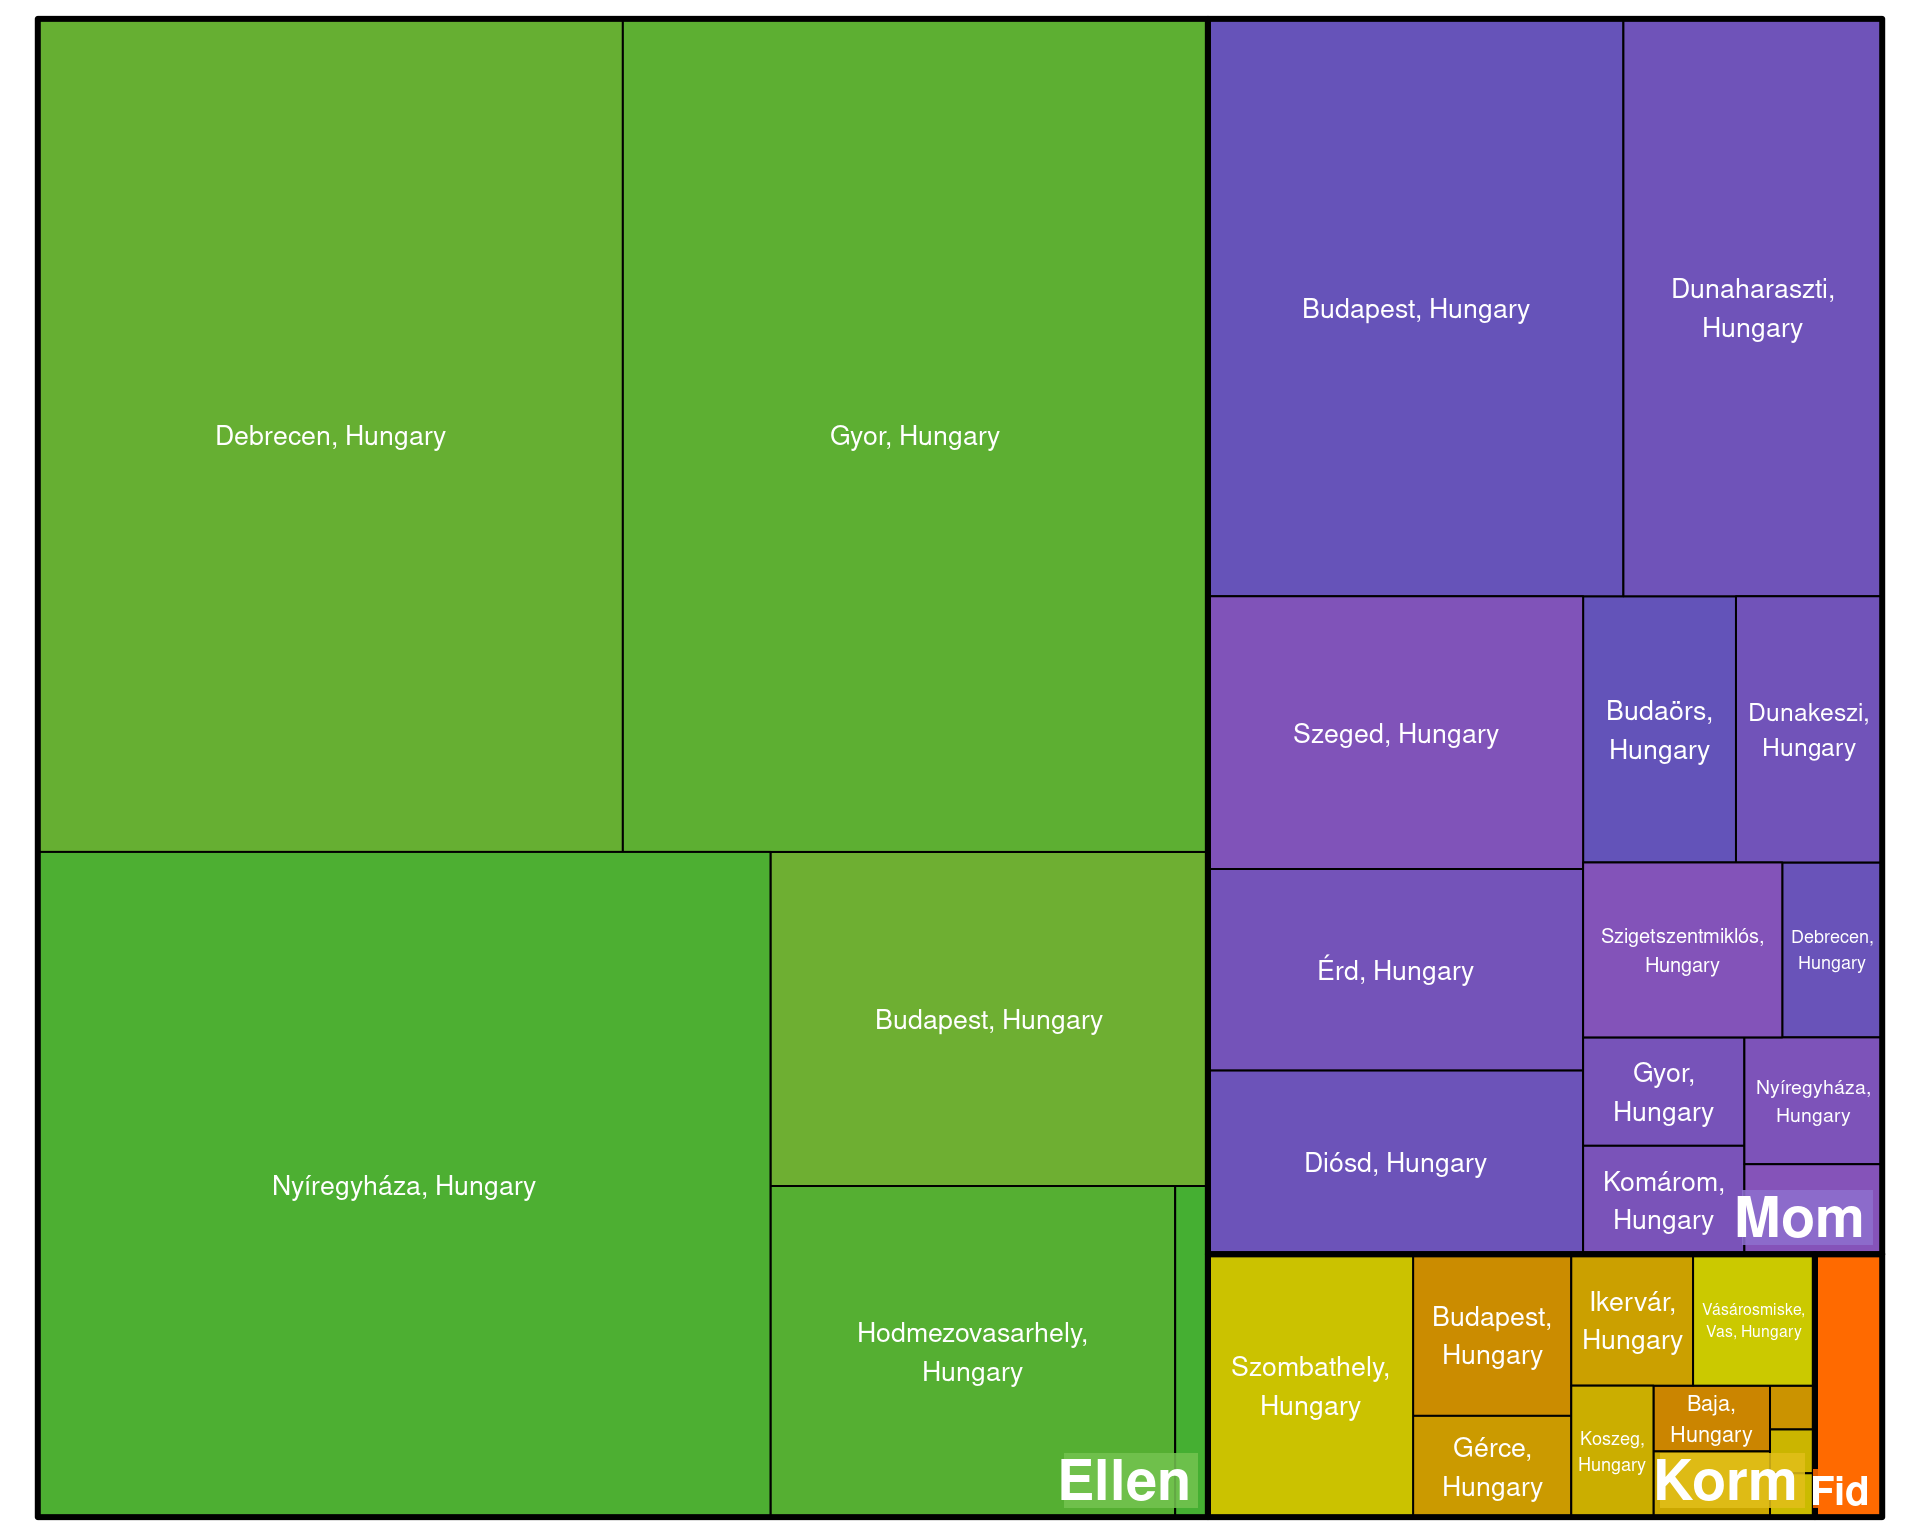 Debrecen, Hungary
Gyor, Hungary
Nyíregyháza, Hungary
Budapest, Hungary
Hodmezovasarhely,
Hungary
Ellen
Budapest, Hungary
Dunaharaszti,
Hungary
Szeged, Hungary
Budaörs,
Hungary
Dunakeszi,
Hungary
Érd, Hungary
Szigetszentmiklós,
Hungary
Debrecen,
Hungary
Diósd, Hungary
Gyor,
Hungary
Nyíregyháza,
Hungary
Komárom,
Hungary
Mom
Szombathely,
Hungary
Budapest,
Hungary
Gérce,
Hungary
Ikervár,
Hungary
Vásárosmiske,
Vas, Hungary
Koszeg,
Hungary
Baja,
Hungary
Korm
Fid